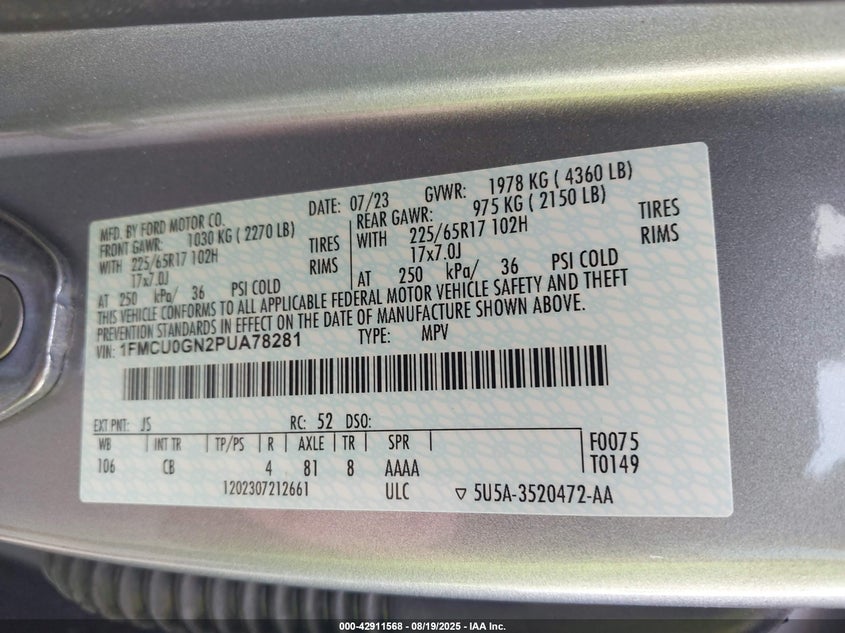 MFD. BY FORD MOTOR CO. DATE: 07/23 GVWR: 1978 KG ( 4360 LB)
FRONT GAWR: 1030 KG ( 2270 LB) REAR GAWR: 975 KG ( 2150 LB)
WITH 225/65R17 102H TIRES WITH 225/65R17 102H TIRES
17x7.0J RIMS 17x7.0J RIMS
AT 250 kPa/ 36 PSI COLD AT 250 kPa/ 36 PSI COLD
THIS VEHICLE CONFORMS TO ALL APPLICABLE FEDERAL MOTOR VEHICLE SAFETY AND THEFT
PREVENTION STANDARDS IN EFFECT ON THE DATE OF MANUFACTURE SHOWN ABOVE.
VIN: 1FMCU0GN2PUA78281 TYPE: MPV
EXT PNT: JS RC: 52 DSO:
WB INT TR TP/PS R AXLE TR SPR F0075
106 CB 4 81 8 AAAA T0149
1202307212661 ULC ▽ 5U5A-3520472-AA
000-42911568 - 08/19/2025 - IAA Inc.